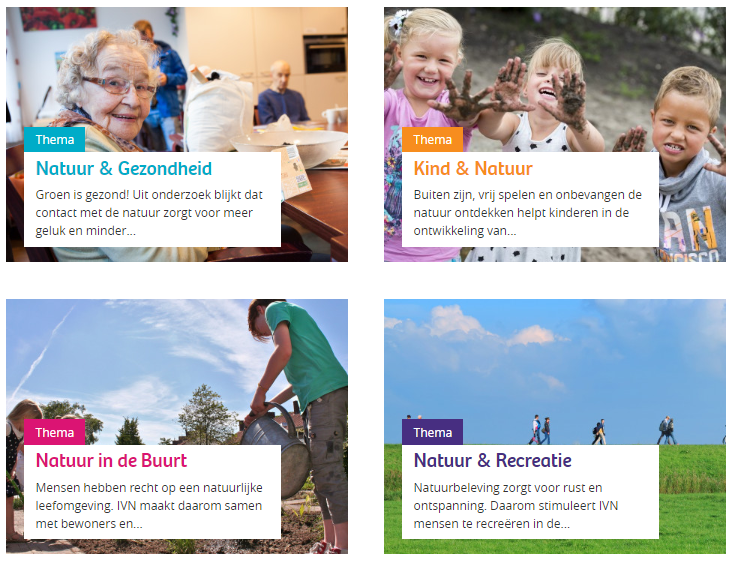 Thema
Natuur & Gezondheid
Groen is gezond! Uit onderzoek blijkt dat
contact met de natuur zorgt voor meer
geluk en minder...
Thema
Kind & Natuur
Buiten zijn, vrij spelen en onbevangen de
natuur ontdekken helpt kinderen in de
ontwikkeling van...
Thema
Natuur in de Buurt
Mensen hebben recht op een natuurlijke
leefomgeving. IVN maakt daarom samen
met bewoners en...
Thema
Natuur & Recreatie
Natuurbeleving zorgt voor rust en
ontspanning. Daarom stimuleert IVN
mensen te recreëren in de...